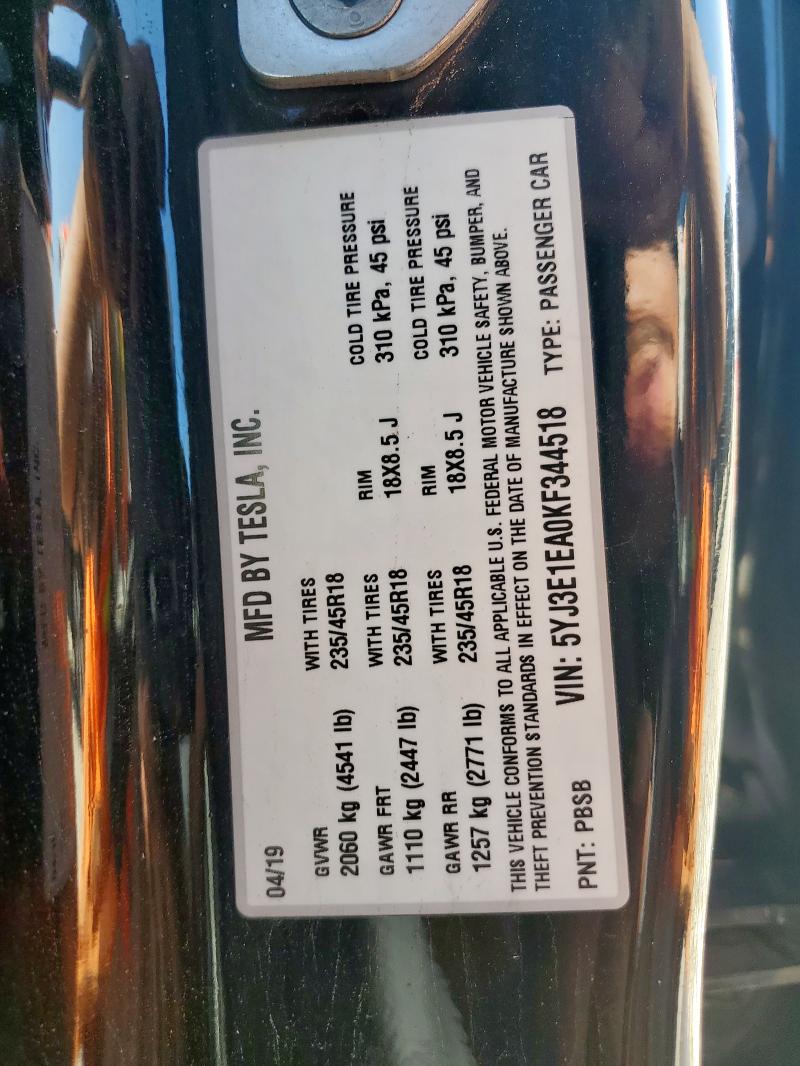 04/19 MFD BY TESLA, INC.
GVWR WITH TIRES
2060 kg (4541 lb) 235/45R18
GAWR FRT WITH TIRES RIM COLD TIRE PRESSURE
1110 kg (2447 lb) 235/45R18 18X8.5 J 310 kPa, 45 psi
GAWR RR WITH TIRES RIM COLD TIRE PRESSURE
1257 kg (2771 lb) 235/45R18 18X8.5 J 310 kPa, 45 psi
THIS VEHICLE CONFORMS TO ALL APPLICABLE U.S. FEDERAL MOTOR VEHICLE SAFETY, BUMPER, AND
THEFT PREVENTION STANDARDS IN EFFECT ON THE DATE OF MANUFACTURE SHOWN ABOVE.
PNT: PBSB VIN: 5YJ3E1EA0KF344518 TYPE: PASSENGER CAR